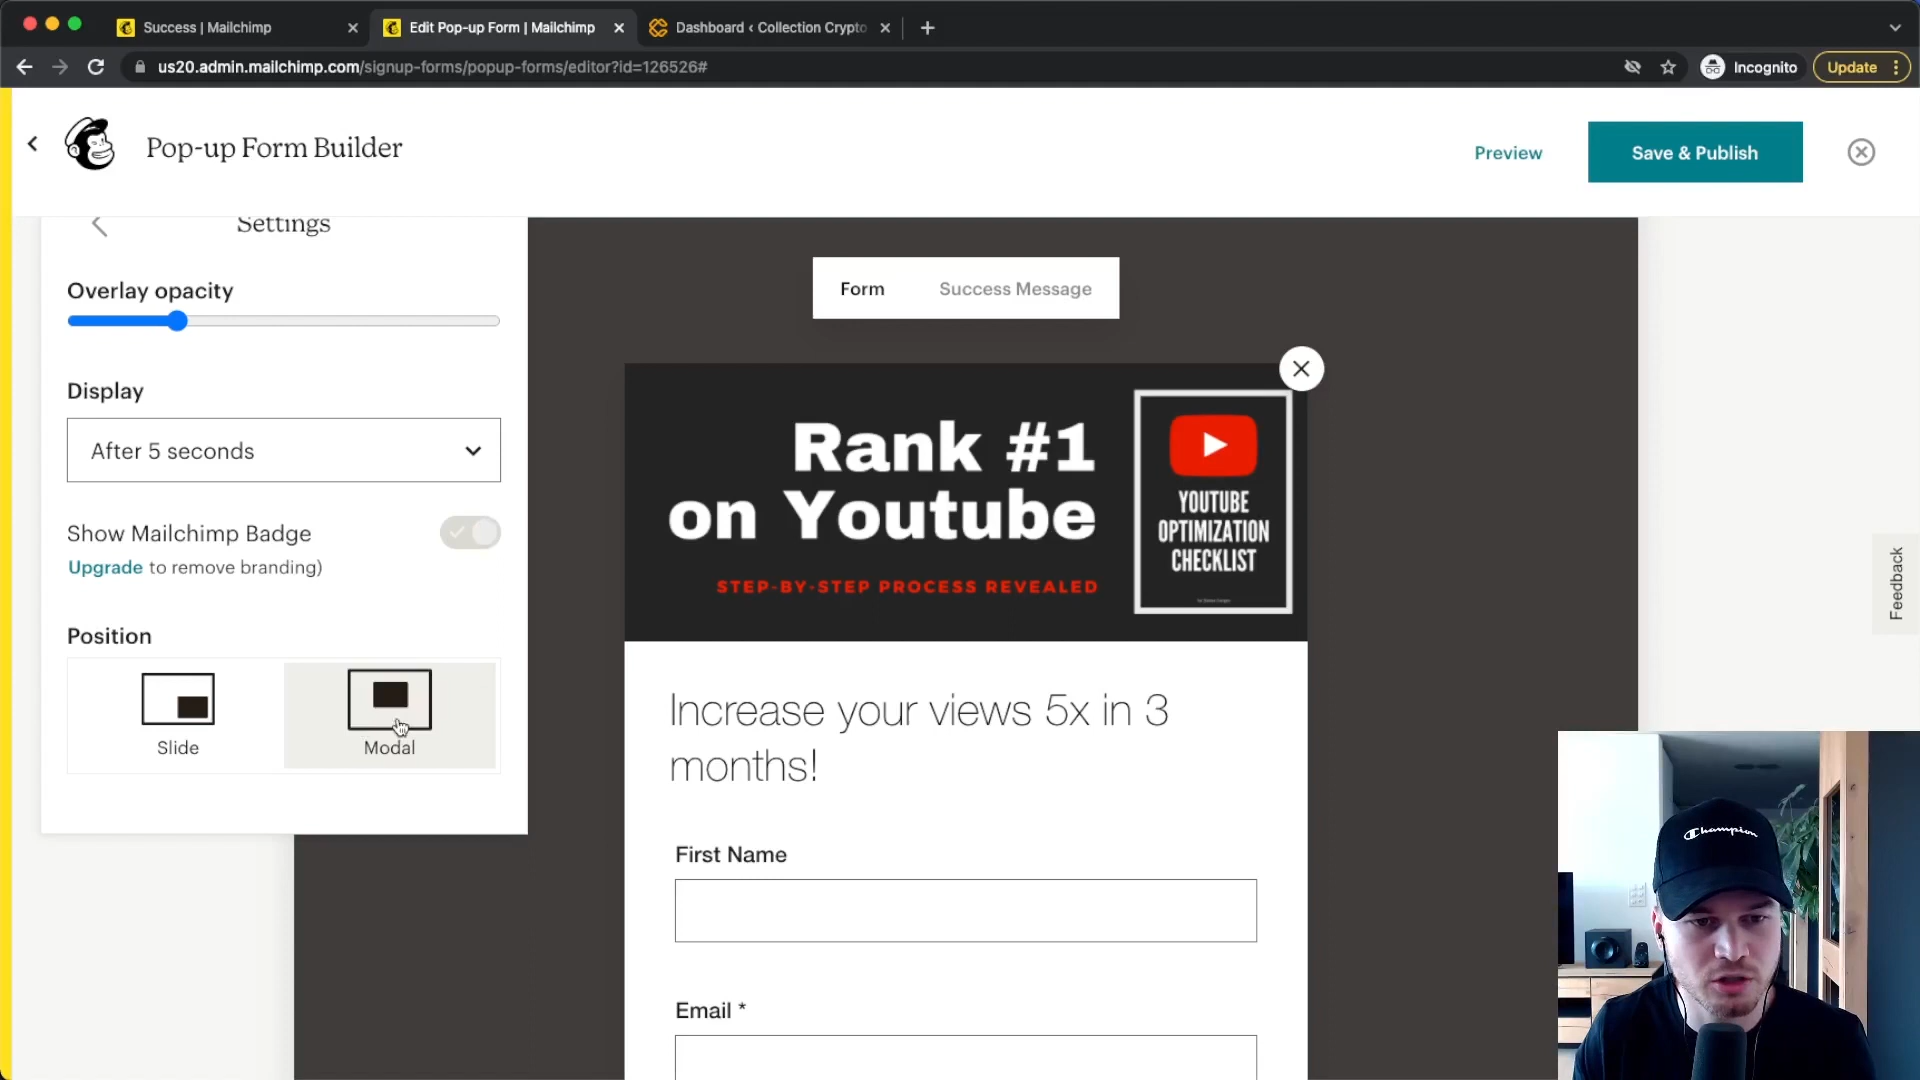 Success | Mailchimp
Edit Pop-up Form | Mailchimp
Dashboard ‹ Collection Crypto
us20.admin.mailchimp.com/signup-forms/popup-forms/editor?id=126526#
Incognito
Update
Pop-up Form Builder
Preview
Save & Publish
Settings
Overlay opacity
Display
After 5 seconds
Show Mailchimp Badge
Upgrade to remove branding)
Position
Slide
Modal
Form
Success Message
Rank #1
on Youtube
STEP-BY-STEP PROCESS REVEALED
YOUTUBE
OPTIMIZATION
CHECKLIST
Increase your views 5x in 3
months!
First Name
Email *
Feedback
Champion